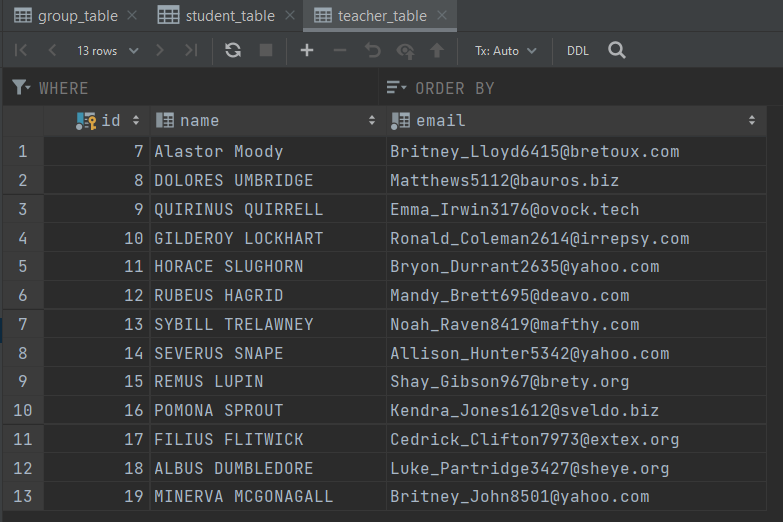 group_table student_table teacher_table
13 rows Tx: Auto DDL
WHERE ORDER BY
id name email
1 7 Alastor Moody Britney_Lloyd6415@bretoux.com
2 8 DOLORES UMBRIDGE Matthews5112@bauros.biz
3 9 QUIRINUS QUIRRELL Emma_Irwin3176@ovock.tech
4 10 GILDEROY LOCKHART Ronald_Coleman2614@irrepsy.com
5 11 HORACE SLUGHORN Bryon_Durrant2635@yahoo.com
6 12 RUBEUS HAGRID Mandy_Brett695@deavo.com
7 13 SYBILL TRELAWNEY Noah_Raven8419@mafthy.com
8 14 SEVERUS SNAPE Allison_Hunter5342@yahoo.com
9 15 REMUS LUPIN Shay_Gibson967@brety.org
10 16 POMONA SPROUT Kendra_Jones1612@sveldo.biz
11 17 FILIUS FLITWICK Cedrick_Clifton7973@extex.org
12 18 ALBUS DUMBLEDORE Luke_Partridge3427@sheye.org
13 19 MINERVA MCGONAGALL Britney_John8501@yahoo.com